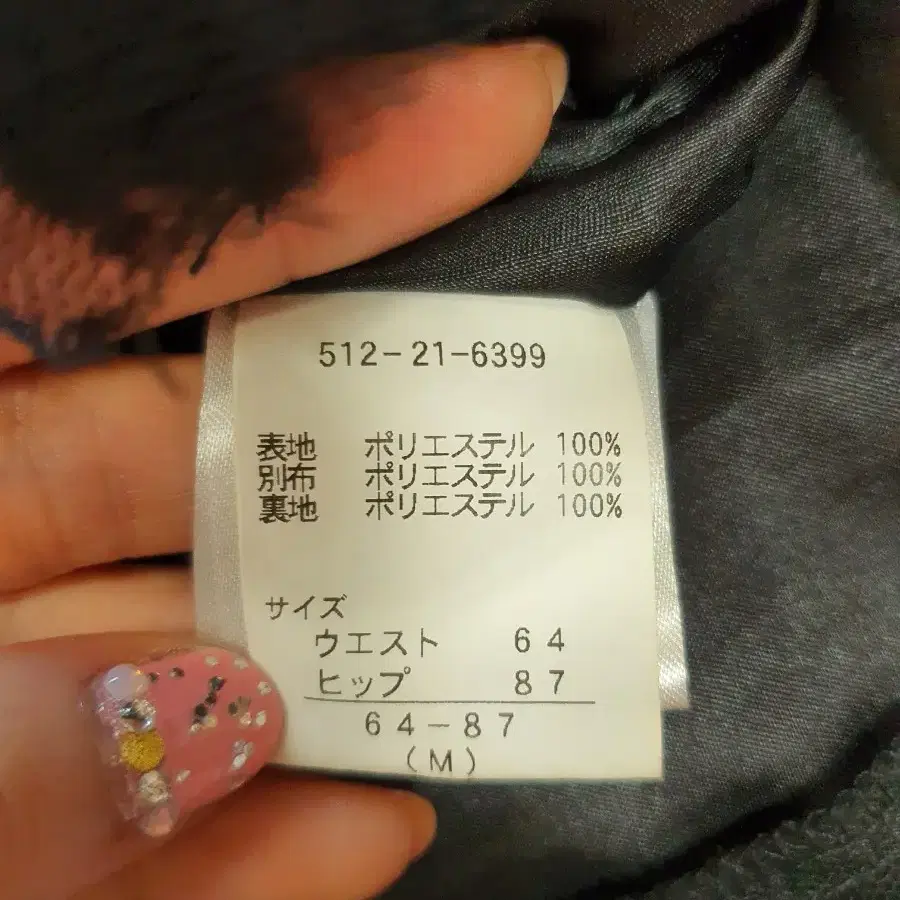 512-21-6399
表地 ポリエステル 100%
別布 ポリエステル 100%
裏地 ポリエステル 100%
サイズ
ウエスト 64
ヒップ 87
64-87
(M)